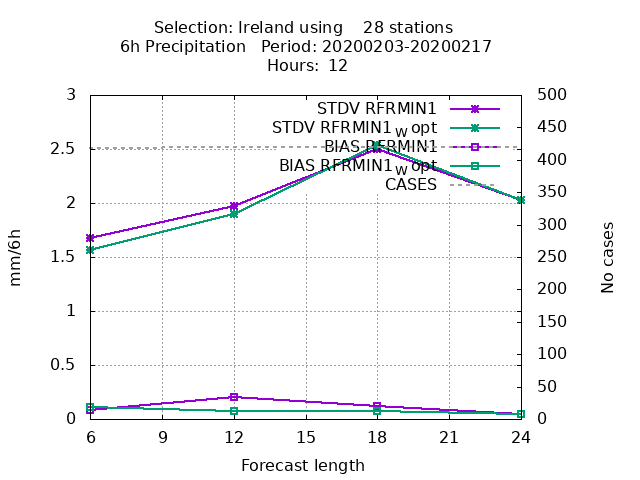 Selection: Ireland using 28 stations
6h Precipitation Period: 20200203-20200217
Hours: 12
3
2.5
2
1.5
1
0.5
0
mm/6h
STDV RFRMIN1
STDV RFRMIN1w opt
BIAS RFRMIN1
BIAS RFRMIN1w opt
CASES
500
450
400
350
300
250
200
150
100
50
0
No cases
6 9 12 15 18 21 24
Forecast length